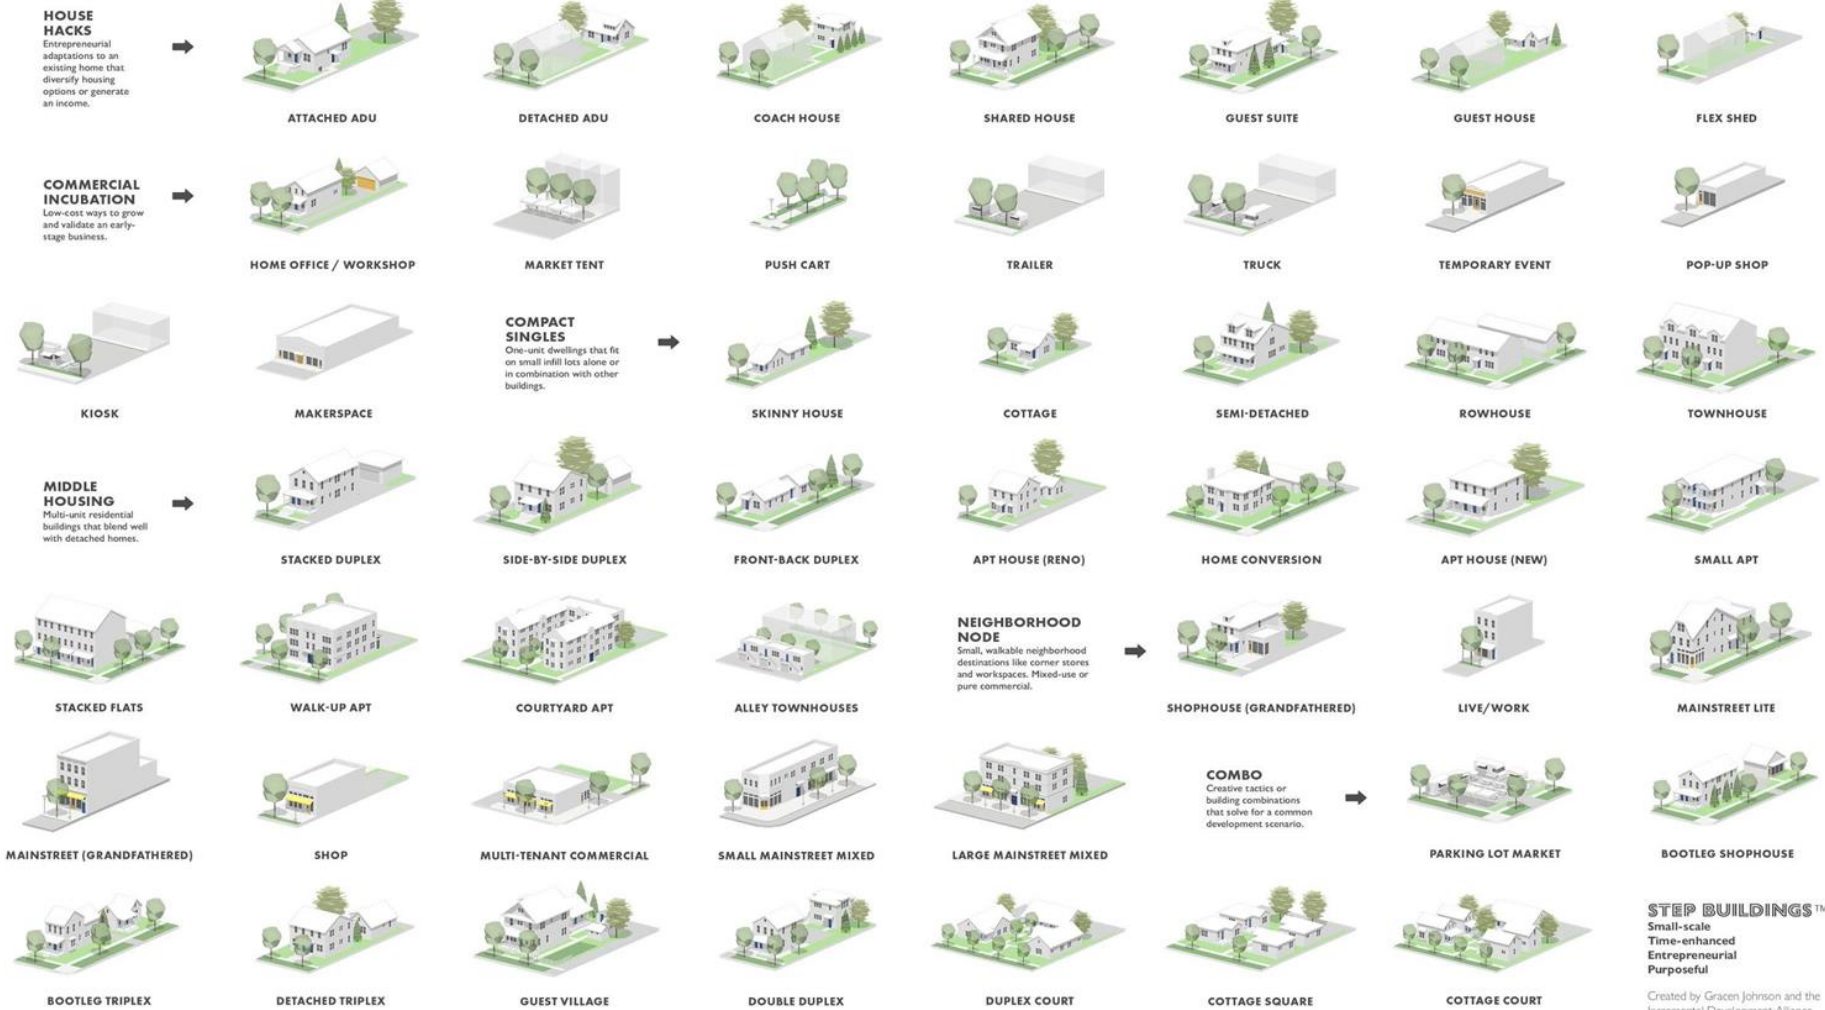 HOUSE
HACKS
Entrepreneurial
adaptations to an
existing home that
diversify housing
options or generate
an income.
ATTACHED ADU
DETACHED ADU
COACH HOUSE
SHARED HOUSE
GUEST SUITE
GUEST HOUSE
FLEX SHED
COMMERCIAL
INCUBATION
Low-cost ways to grow
and validate an early-
stage business.
HOME OFFICE / WORKSHOP
MARKET TENT
PUSH CART
TRAILER
TRUCK
TEMPORARY EVENT
POP-UP SHOP
KIOSK
MAKERSPACE
COMPACT
SINGLES
One-unit dwellings that fit
on small infill lots alone or
in combination with other
buildings.
SKINNY HOUSE
COTTAGE
SEMI-DETACHED
ROWHOUSE
TOWNHOUSE
MIDDLE
HOUSING
Multi-unit residential
buildings that blend well
with detached homes.
STACKED DUPLEX
SIDE-BY-SIDE DUPLEX
FRONT-BACK DUPLEX
APT HOUSE (RENO)
HOME CONVERSION
APT HOUSE (NEW)
SMALL APT
STACKED FLATS
WALK-UP APT
COURTYARD APT
ALLEY TOWNHOUSES
NEIGHBORHOOD
NODE
Small, walkable neighborhood
destinations like corner stores
and workspaces. Mixed-use or
pure commercial.
SHOPHOUSE (GRANDFATHERED)
LIVE/WORK
MAINSTREET LITE
MAINSTREET (GRANDFATHERED)
SHOP
MULTI-TENANT COMMERCIAL
SMALL MAINSTREET MIXED
LARGE MAINSTREET MIXED
COMBO
Creative tactics or
building combinations
that solve for a common
development scenario.
PARKING LOT MARKET
BOOTLEG SHOPHOUSE
BOOTLEG TRIPLEX
DETACHED TRIPLEX
GUEST VILLAGE
DOUBLE DUPLEX
DUPLEX COURT
COTTAGE SQUARE
COTTAGE COURT
STEP BUILDINGS™
Small-scale
Time-enhanced
Entrepreneurial
Purposeful
Created by Gracen Johnson and the
Incremental Development Alliance